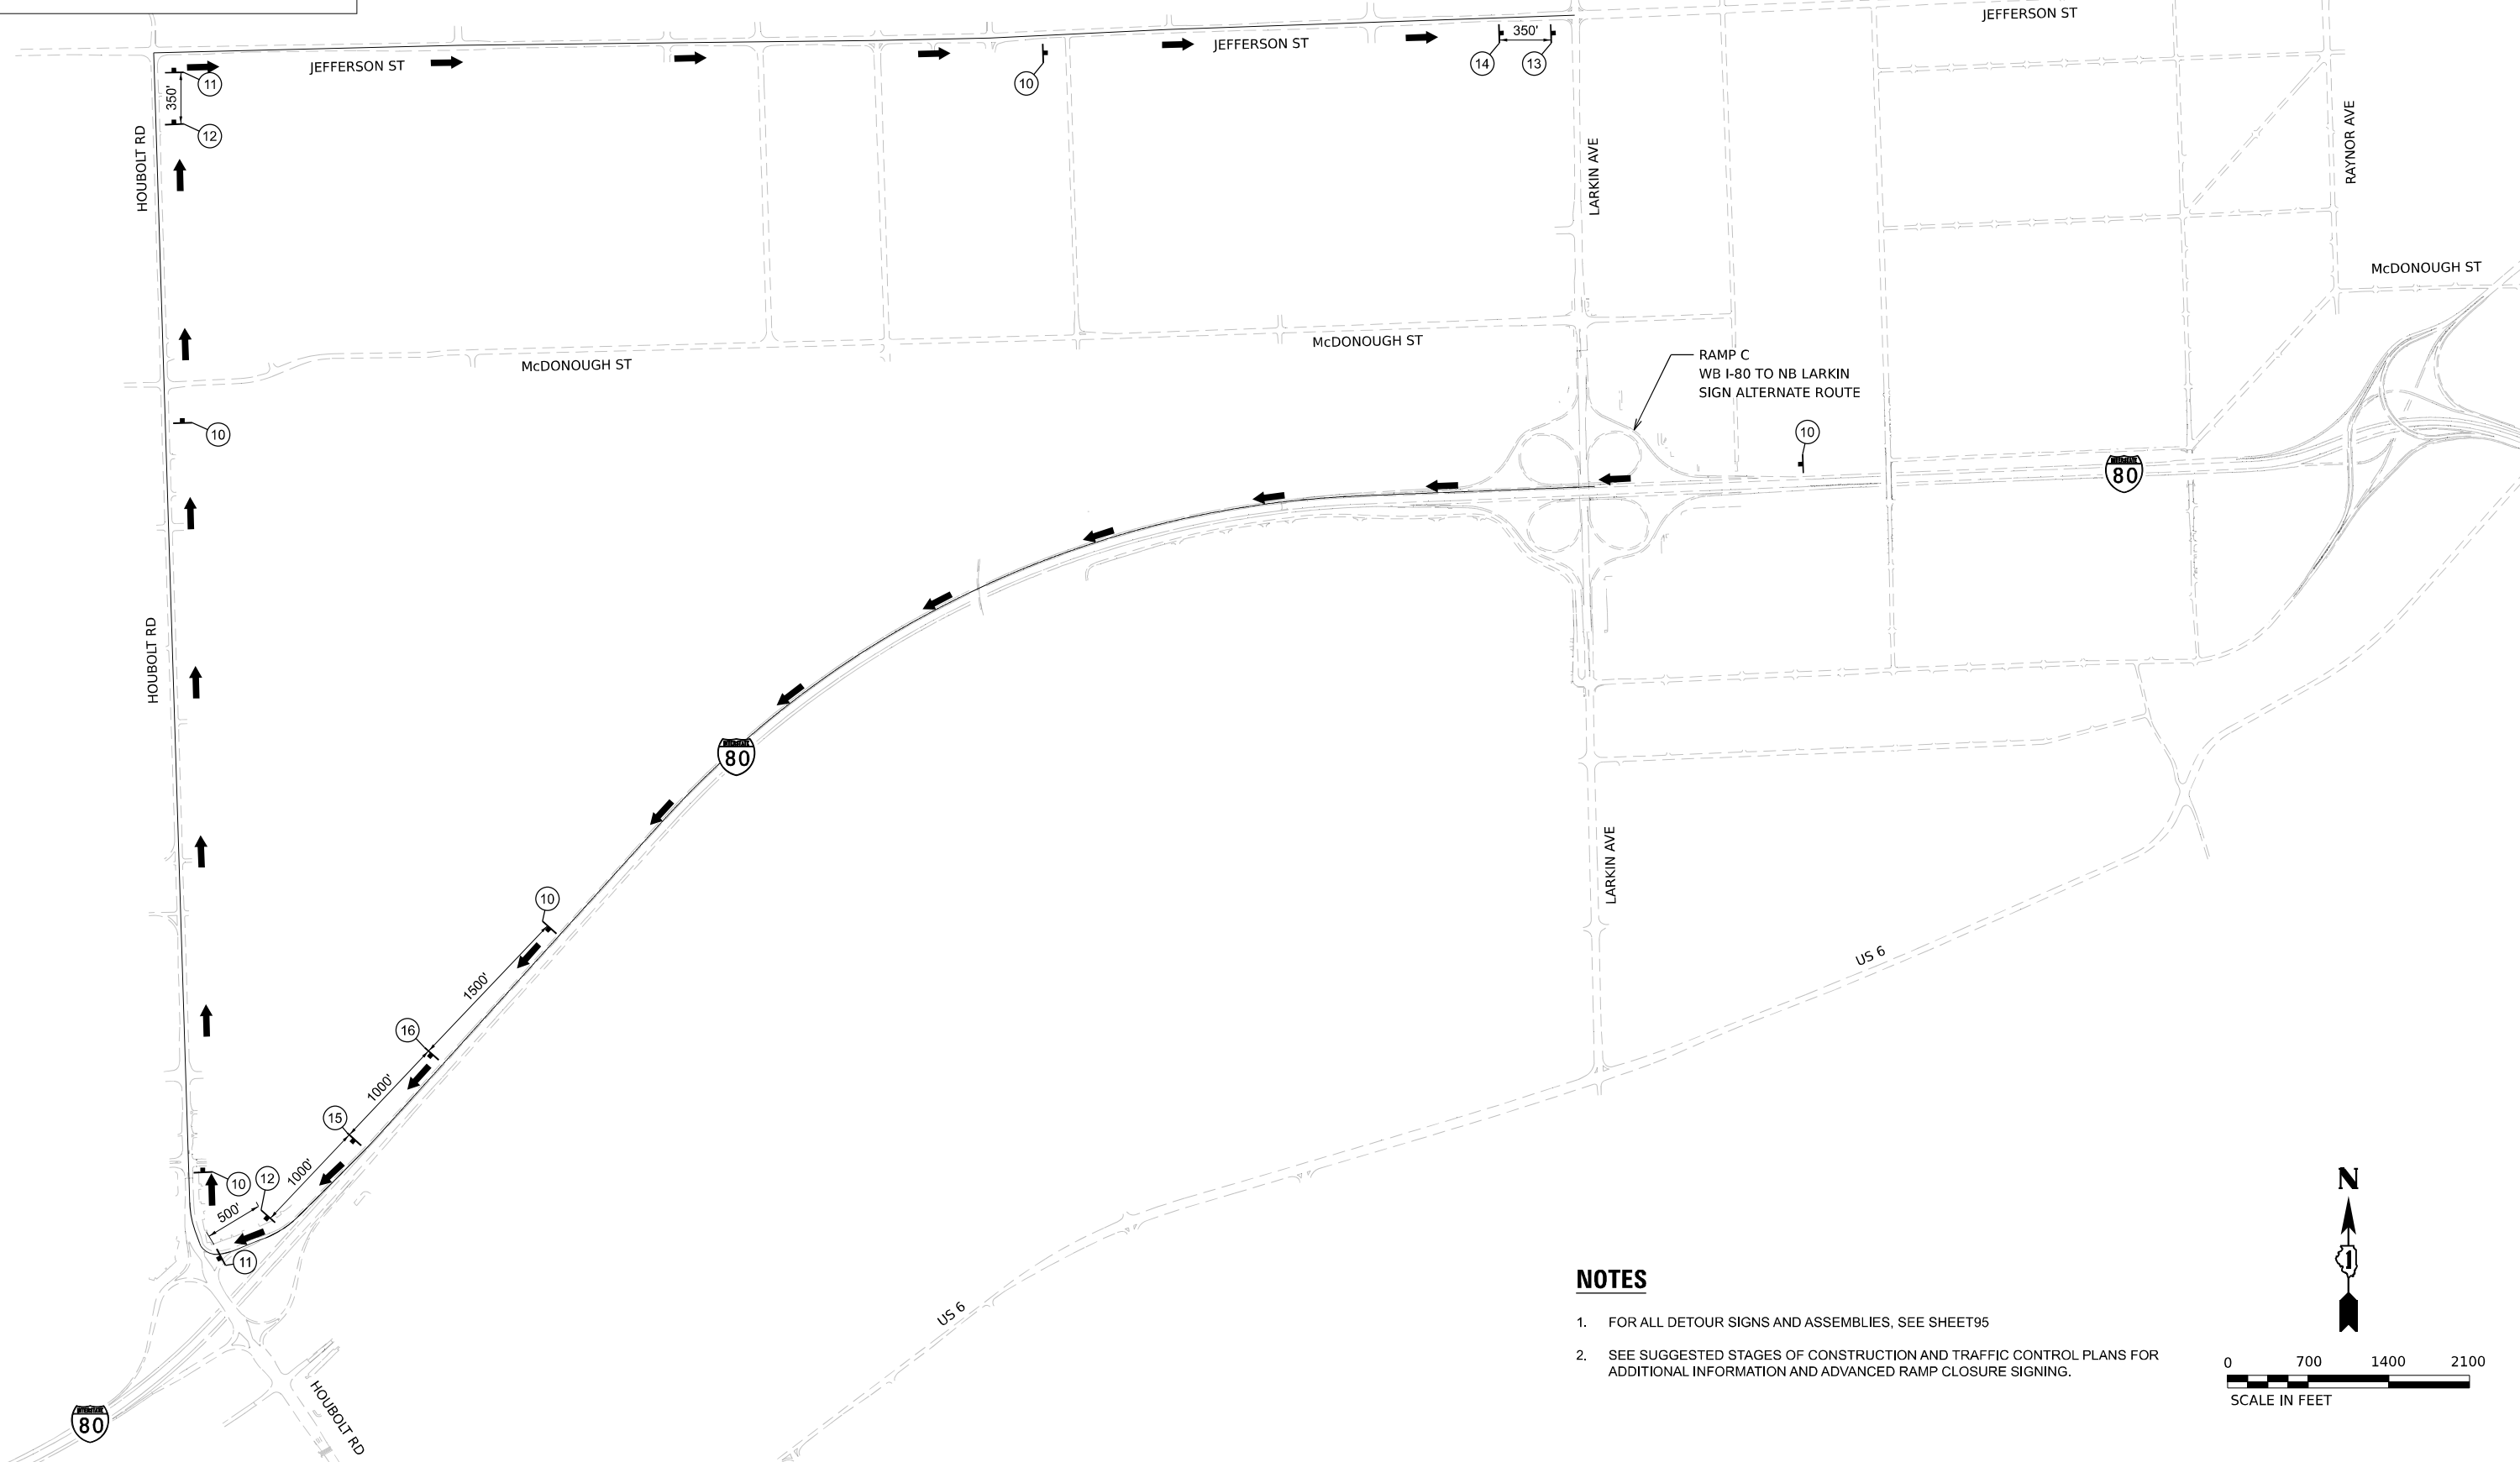 JEFFERSON ST
JEFFERSON ST
350'
JEFFERSON ST
14
13
10
11
350'
12
HOUBOLT RD
LARKIN AVE
RAYNOR AVE
McDONOUGH ST
McDONOUGH ST
McDONOUGH ST
RAMP C
WB I-80 TO NB LARKIN
SIGN ALTERNATE ROUTE
10
10
INTERSTATE
80
HOUBOLT RD
INTERSTATE
80
LARKIN AVE
10
1500'
US 6
16
1000'
15
1000'
12
10
500'
11
US 6
N
1
NOTES
1. FOR ALL DETOUR SIGNS AND ASSEMBLIES, SEE SHEET95
2. SEE SUGGESTED STAGES OF CONSTRUCTION AND TRAFFIC CONTROL PLANS FOR
ADDITIONAL INFORMATION AND ADVANCED RAMP CLOSURE SIGNING.
0 700 1400 2100
SCALE IN FEET
INTERSTATE
80
HOUBOLT RD